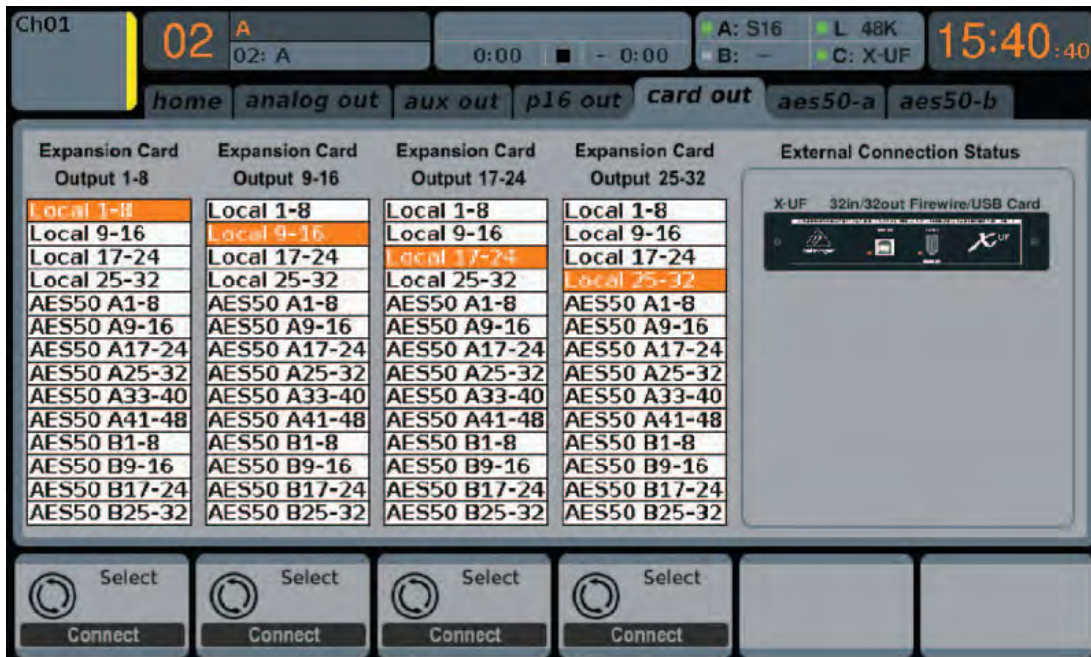 Ch01
02
A
02: A
0:00 - 0:00
A: S16
B: -
L 48K
C: X-UF
15:40:40
home
analog out
aux out
p16 out
card out
aes50-a
aes50-b
Expansion Card
Output 1-8
Local 1-8
Local 9-16
Local 17-24
Local 25-32
AES50 A1-8
AES50 A9-16
AES50 A17-24
AES50 A25-32
AES50 A33-40
AES50 A41-48
AES50 B1-8
AES50 B9-16
AES50 B17-24
AES50 B25-32
Expansion Card
Output 9-16
Local 1-8
Local 9-16
Local 17-24
Local 25-32
AES50 A1-8
AES50 A9-16
AES50 A17-24
AES50 A25-32
AES50 A33-40
AES50 A41-48
AES50 B1-8
AES50 B9-16
AES50 B17-24
AES50 B25-32
Expansion Card
Output 17-24
Local 1-8
Local 9-16
Local 17-24
Local 25-32
AES50 A1-8
AES50 A9-16
AES50 A17-24
AES50 A25-32
AES50 A33-40
AES50 A41-48
AES50 B1-8
AES50 B9-16
AES50 B17-24
AES50 B25-32
Expansion Card
Output 25-32
Local 1-8
Local 9-16
Local 17-24
Local 25-32
AES50 A1-8
AES50 A9-16
AES50 A17-24
AES50 A25-32
AES50 A33-40
AES50 A41-48
AES50 B1-8
AES50 B9-16
AES50 B17-24
AES50 B25-32
External Connection Status
X-UF 32in/32out Firewire/USB Card
X UF
Select
Connect
Select
Connect
Select
Connect
Select
Connect